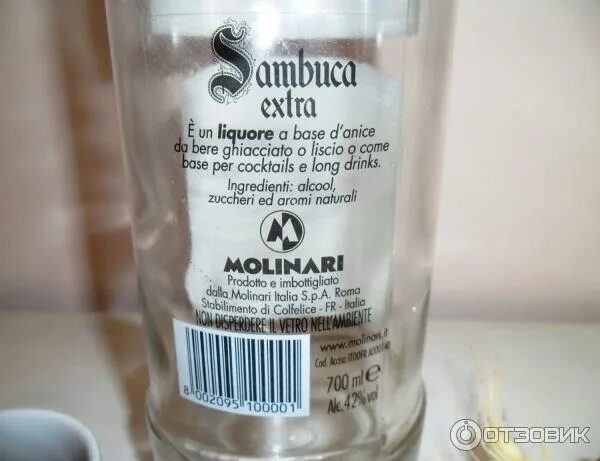 Sambuca
extra
È un liquore a base d'anice
da bere ghiacciato o liscio o come
base per cocktails e long drinks.
Ingredienti: alcool,
zuccheri ed aromi naturali
MOLINARI
Prodotto e imbottigliato
dalla Molinari Italia S.p.A. Roma
Stabilimento di Colfelice - FR - Italia
NON DISPERDERE IL VETRO NELL'AMBIENTE
www.molinari.it
Cod. Accisa
700 ml e
Alc. 42% vol
8 002095 100001
ОТЗОВИК